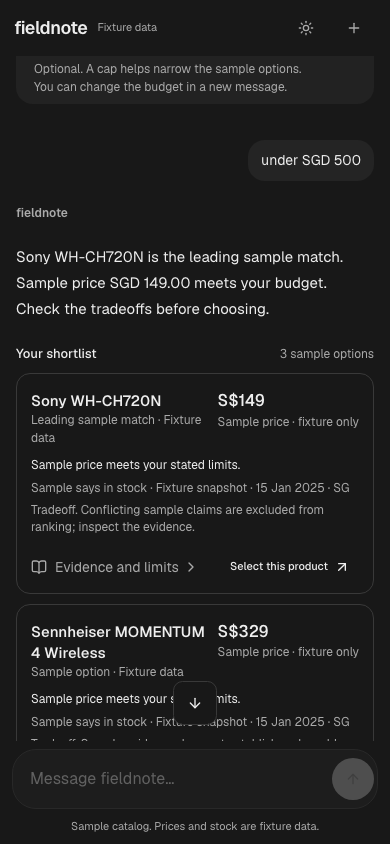 fieldnote Fixture data
Optional. A cap helps narrow the sample options.
You can change the budget in a new message.
under SGD 500
fieldnote
Sony WH-CH720N is the leading sample match.
Sample price SGD 149.00 meets your budget.
Check the tradeoffs before choosing.
Your shortlist 3 sample options
Sony WH-CH720N S$149
Leading sample match · Fixture data Sample price · fixture only
Sample price meets your stated limits.
Sample says in stock · Fixture snapshot · 15 Jan 2025 · SG
Tradeoff. Conflicting sample claims are excluded from
ranking; inspect the evidence.
Evidence and limits Select this product
Sennheiser MOMENTUM 4 Wireless S$329
Sample option · Fixture data Sample price · fixture only
Sample price meets your limits.
Sample says in stock · Fixture snapshot · 15 Jan 2025 · SG
Message fieldnote...
Sample catalog. Prices and stock are fixture data.